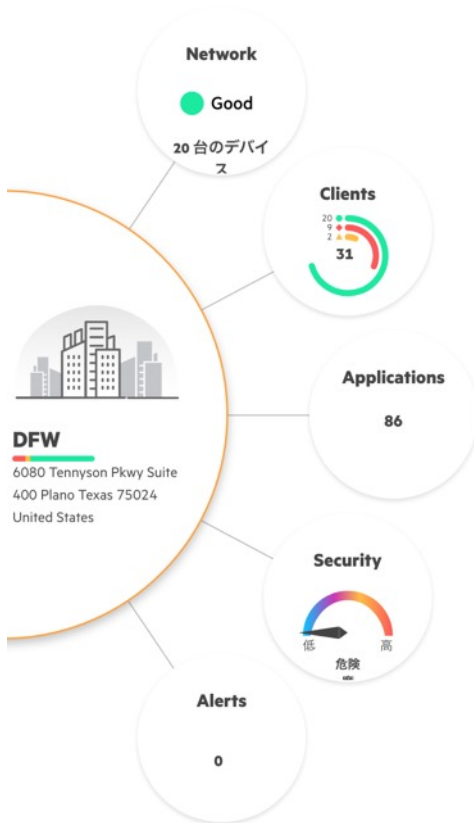 Network
Good
20 台のデバイ
ス
Clients
20
9
2
31
Applications
86
DFW
6080 Tennyson Pkwy Suite
400 Plano Texas 75024
United States
Security
低
高
危険
Alerts
0